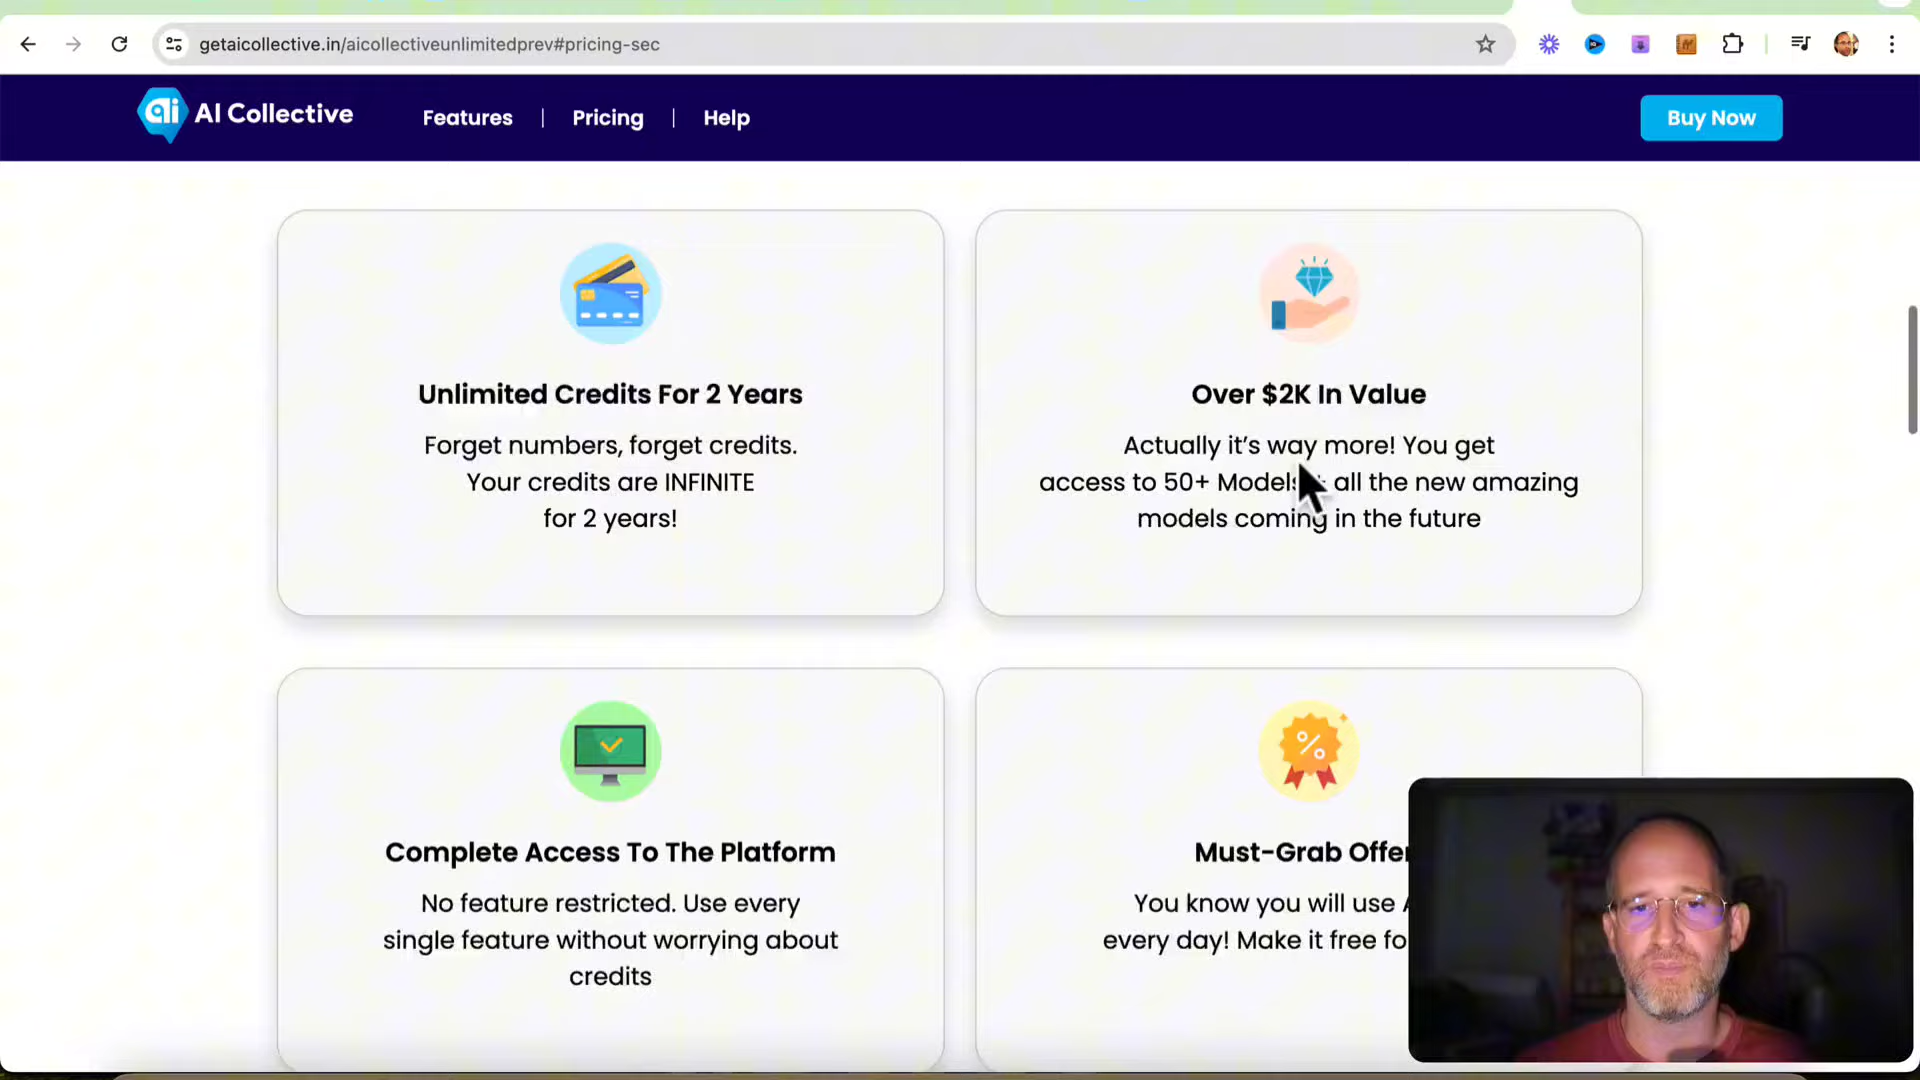 getaicollective.in/aicollectiveunlimitedprev#pricing-sec
ai AI Collective
Features | Pricing | Help
Buy Now
Unlimited Credits For 2 Years
Forget numbers, forget credits.
Your credits are INFINITE
for 2 years!
Over $2K In Value
Actually it's way more! You get
access to 50+ Models all the new amazing
models coming in the future
Complete Access To The Platform
No feature restricted. Use every
single feature without worrying about
credits
%
Must-Grab Offer
You know you will use
every day! Make it free fo